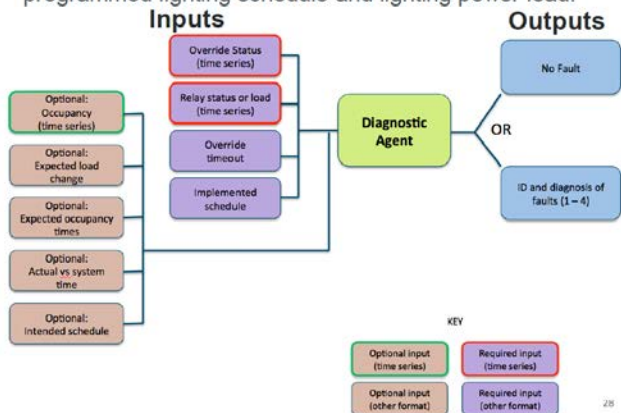 programmed lighting schedule and lighting power load.
Inputs
Outputs
Override Status
(time series)
Relay status or load
(time series)
Override
timeout
Implemented
schedule
Optional:
Occupancy
(time series)
Optional:
Expected load
change
Optional:
Expected occupancy
times
Optional:
Actual vs system
time
Optional:
Intended schedule
Diagnostic
Agent
No Fault
OR
ID and diagnosis of
faults (1 – 4)
KEY
Optional input
(time series)
Required input
(time series)
Optional input
(other format)
Required input
(other format)
28